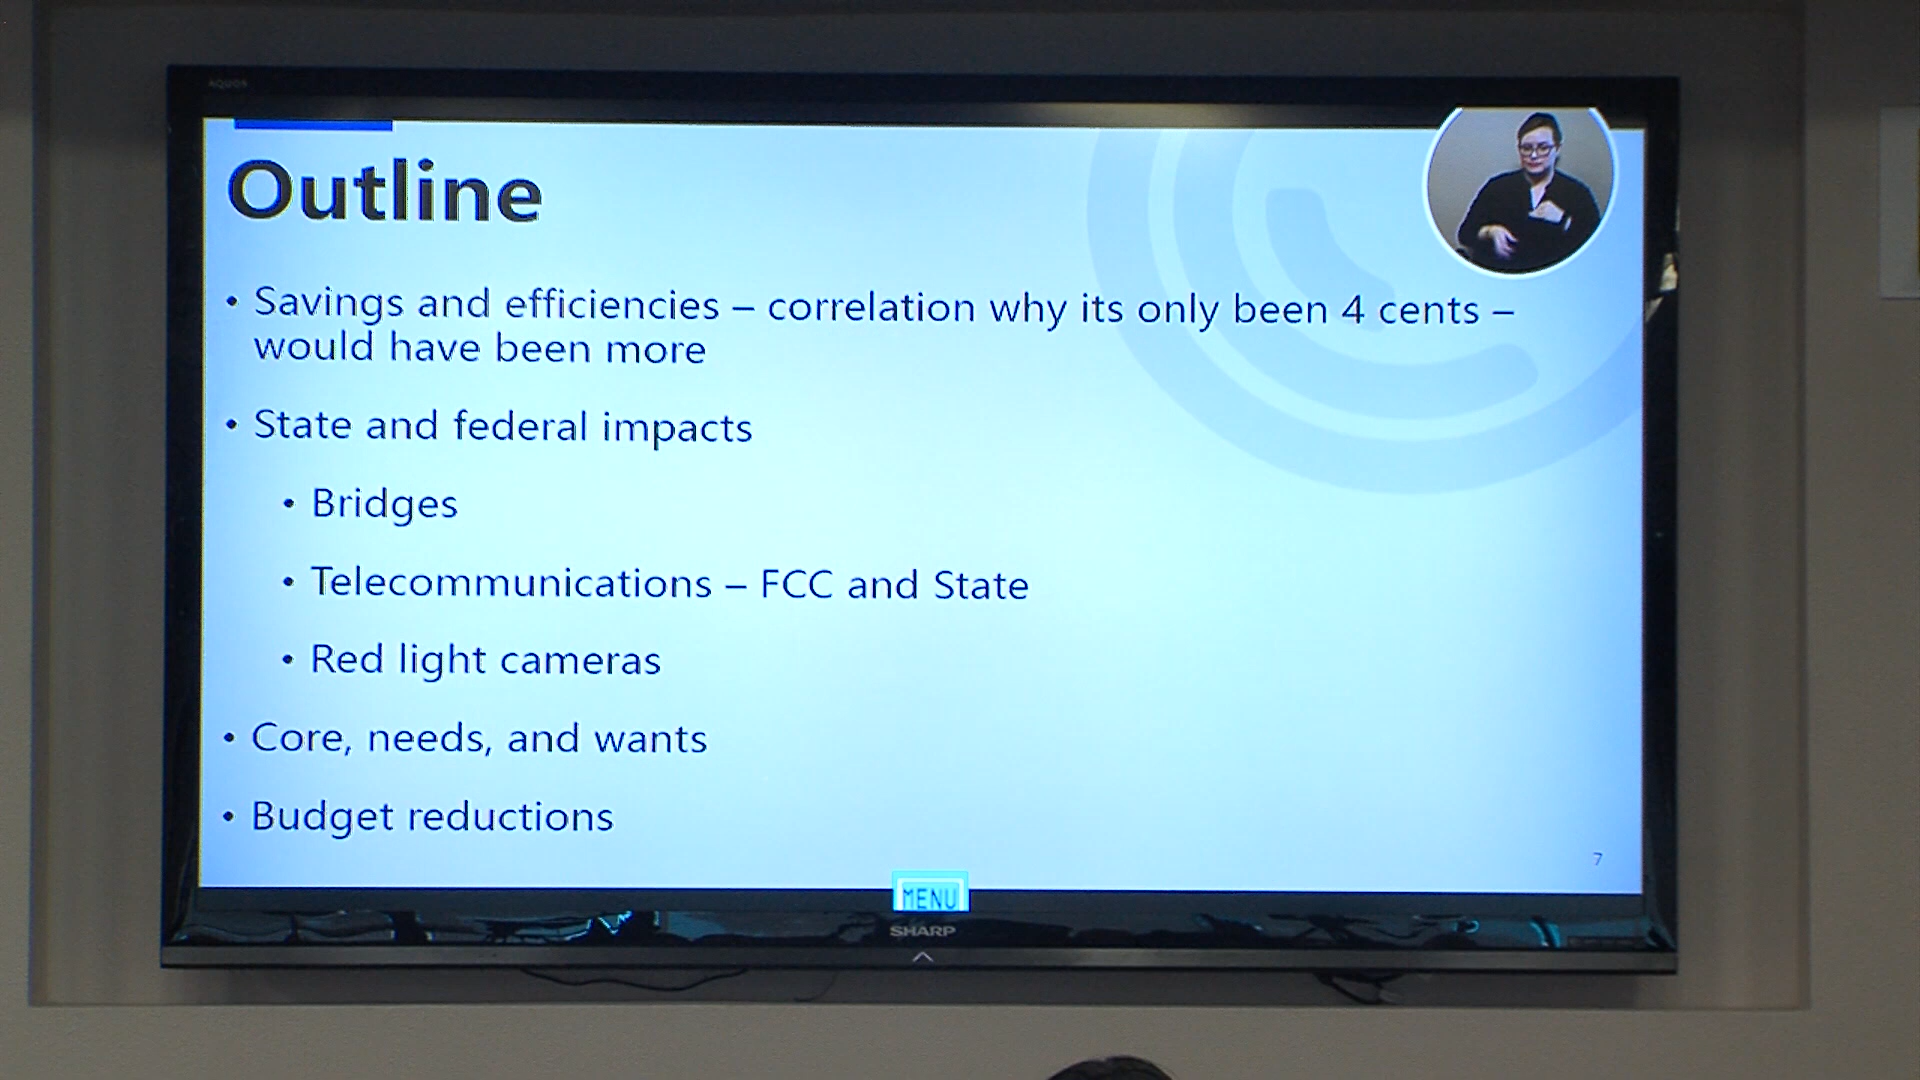 AQUOS
Outline
• Savings and efficiencies – correlation why its only been 4 cents –
would have been more
• State and federal impacts
• Bridges
• Telecommunications – FCC and State
• Red light cameras
• Core, needs, and wants
• Budget reductions
7
MENU
SHARP